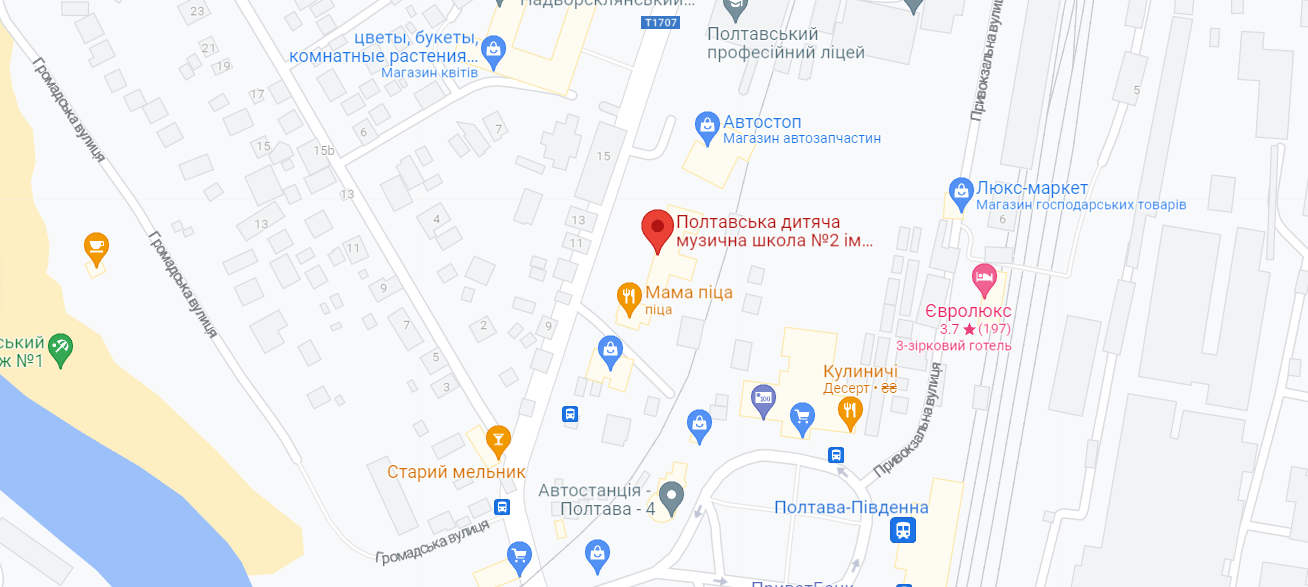 23
Надворсклянський...
T1707
Полтавський
професійний ліцей
цветы, букеты,
комнатные растения...
Магазин квітів
21
19
17
Громадська вулиця
Привокзальна вулиця
5
6
7
Автостоп
Магазин автозапчастин
15
15b
15
13
Люкс-маркет
Магазин господарських товарів
6
4
13
13
11
11
Полтавська дитяча
музична школа №2 ім...
Громадська вулиця
9
Мама піца
піца
Євролюкс
3.7 ★ (197)
3-зірковий готель
7
2
9
ський
ж №1
5
3
Кулиничі
Десерт • ₴₴
100
Привокзальна вулиця
Старий мельник
Автостанція -
Полтава - 4
Полтава-Південна
Громадська вулиця
ПриватБанк